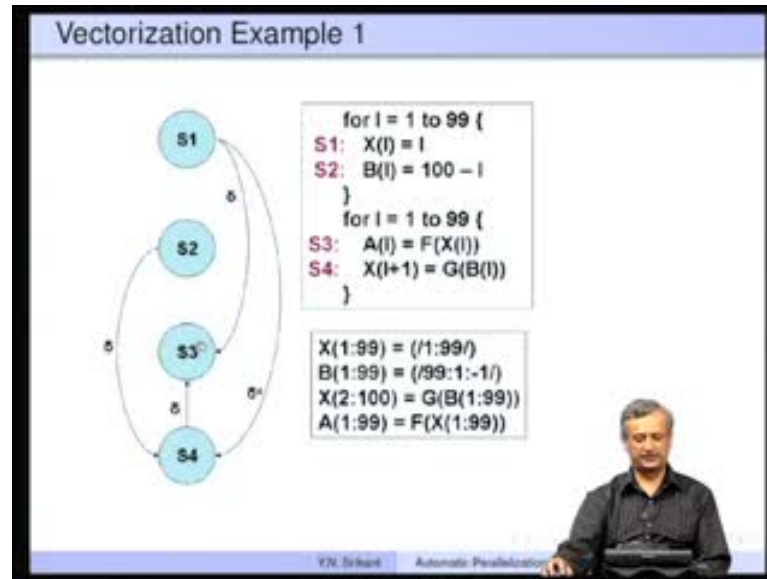 Vectorization Example 1
S1
S2
S3
S4
δ
δ
δ
δ°
for I = 1 to 99 {
S1: X(I) = I
S2: B(I) = 100 – I
}
for I = 1 to 99 {
S3: A(I) = F(X(I))
S4: X(I+1) = G(B(I))
}
X(1:99) = (/1:99/)
B(1:99) = (/99:1:-1/)
X(2:100) = G(B(1:99))
A(1:99) = F(X(1:99))
Y.N. Srikant Automatic Parallelization